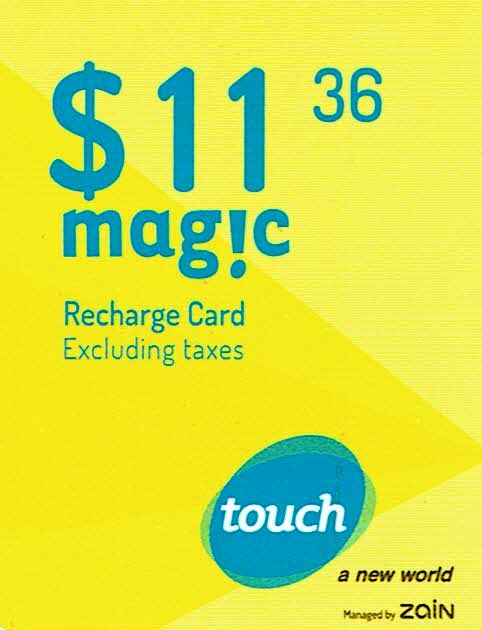 $11 36
mag!c
Recharge Card
Excluding taxes
touch
a new world
Managed by ZaiN